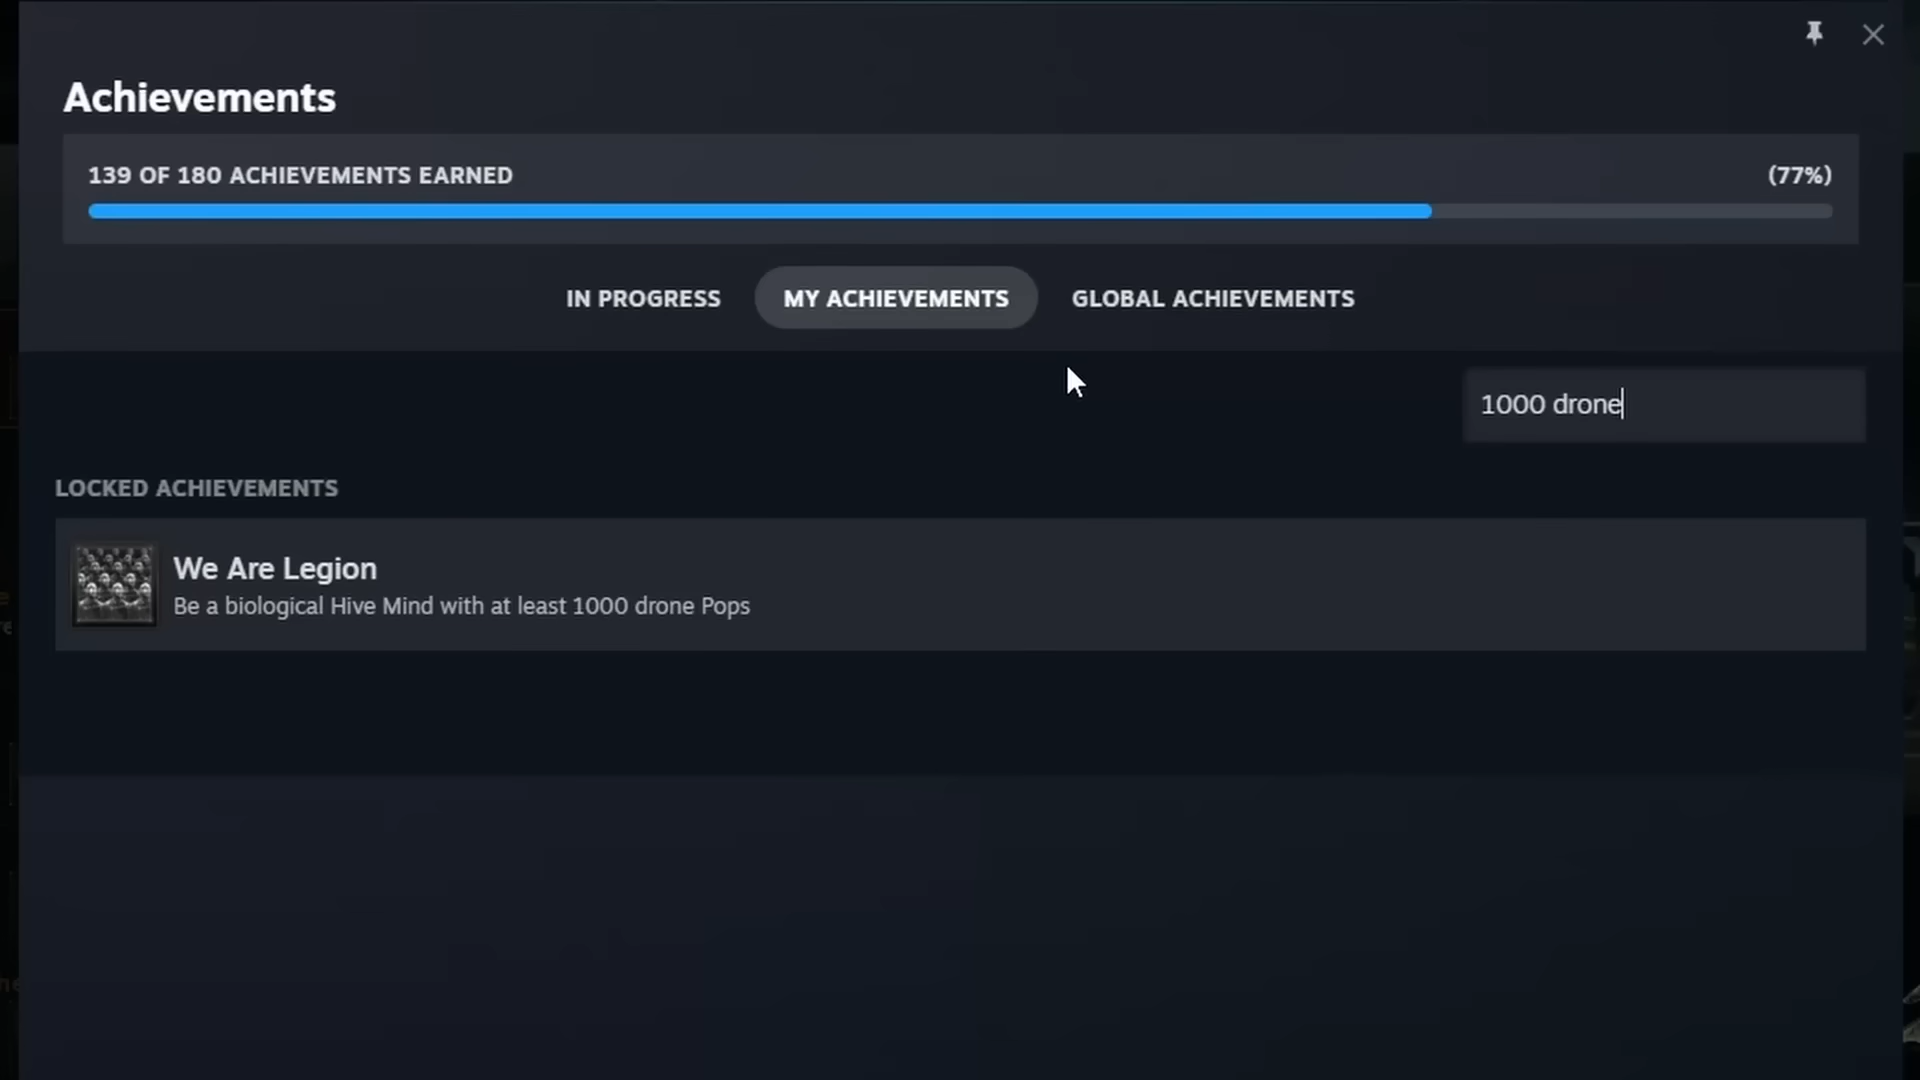 Achievements
139 OF 180 ACHIEVEMENTS EARNED (77%)
IN PROGRESS MY ACHIEVEMENTS GLOBAL ACHIEVEMENTS
1000 drone
LOCKED ACHIEVEMENTS
We Are Legion
Be a biological Hive Mind with at least 1000 drone Pops